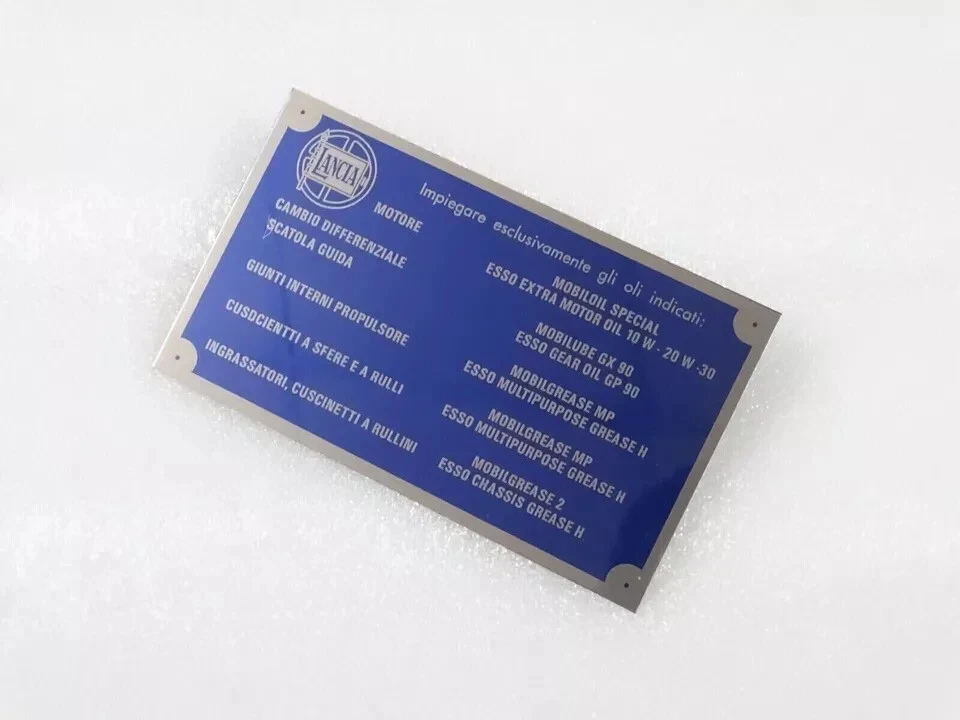 LANCIA
Impiegare esclusivamente gli oli indicati:
MOTORE
MOBILOIL SPECIAL
ESSO EXTRA MOTOR OIL 10 W - 20 W -30
CAMBIO DIFFERENZIALE
SCATOLA GUIDA
MOBILUBE GX 90
ESSO GEAR OIL GP 90
GIUNTI INTERNI PROPULSORE
MOBILGREASE MP
ESSO MULTIPURPOSE GREASE H
CUSDCIENTTI A SFERE E A RULLI
MOBILGREASE MP
ESSO MULTIPURPOSE GREASE H
INGRASSATORI, CUSCINETTI A RULLINI
MOBILGREASE 2
ESSO CHASSIS GREASE H